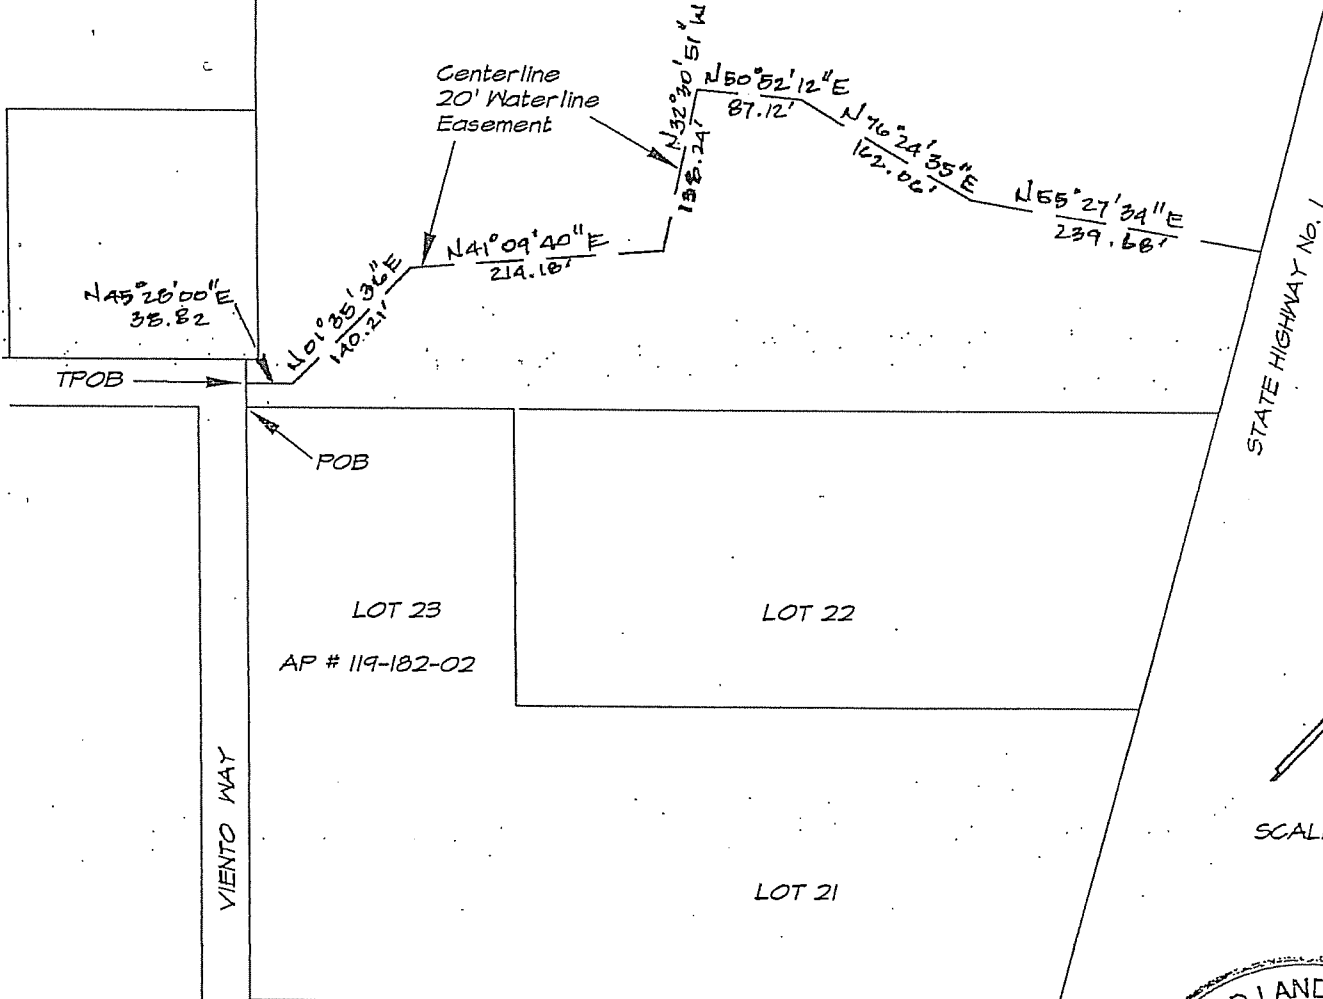 Centerline
20' Waterline
Easement
N32°30'51"W
138.24'
N50°52'12"E
87.12'
N76°24'35"E
162.06'
N55°27'34"E
239.68'
N41°09'40"E
214.18'
N01°35'36"E
140.21'
N45°28'00"E
38.82
TPOB
POB
STATE HIGHWAY No. 1
LOT 23
AP # 119-182-02
LOT 22
VIENTO WAY
LOT 21
SCAL
LAND